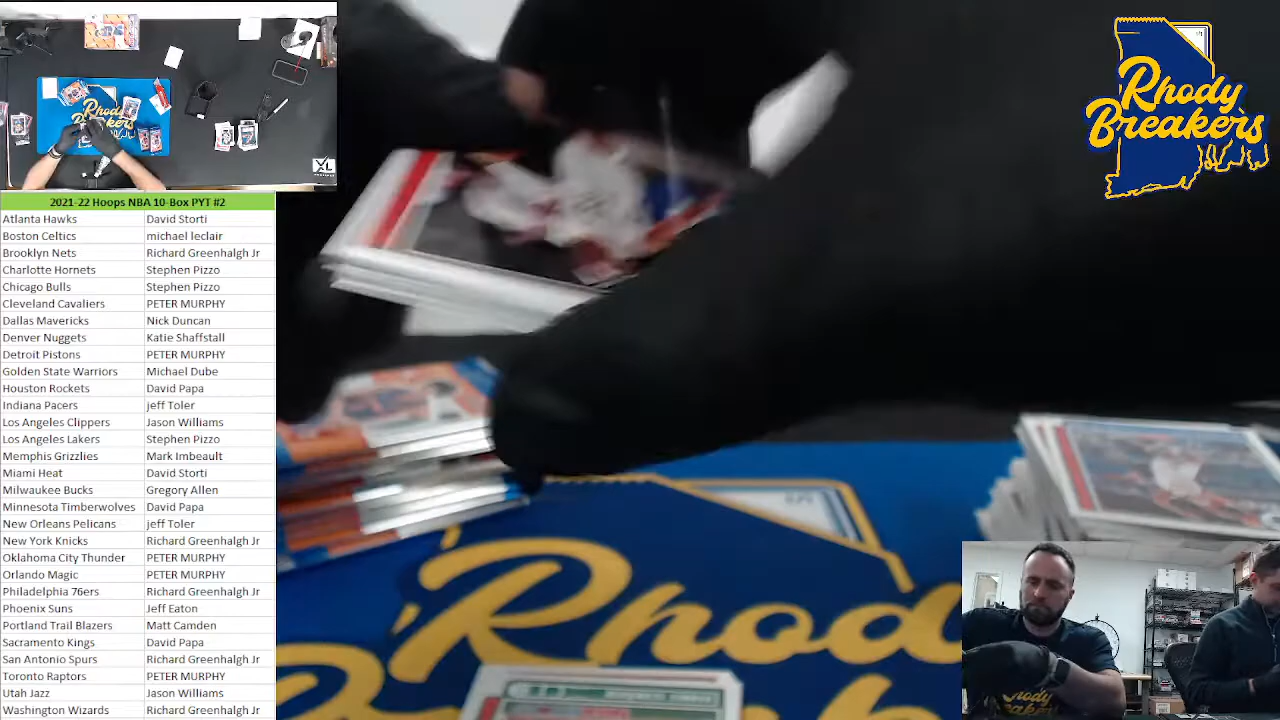 Rhody
Breakers
Rhody
Breakers
XL
2021-22 Hoops NBA 10-Box PYT #2
Atlanta Hawks David Storti
Boston Celtics michael leclair
Brooklyn Nets Richard Greenhalgh Jr
Charlotte Hornets Stephen Pizzo
Chicago Bulls Stephen Pizzo
Cleveland Cavaliers PETER MURPHY
Dallas Mavericks Nick Duncan
Denver Nuggets Katie Shaffstall
Detroit Pistons PETER MURPHY
Golden State Warriors Michael Dube
Houston Rockets David Papa
Indiana Pacers jeff Toler
Los Angeles Clippers Jason Williams
Los Angeles Lakers Stephen Pizzo
Memphis Grizzlies Mark Imbeault
Miami Heat David Storti
Milwaukee Bucks Gregory Allen
Minnesota Timberwolves David Papa
New Orleans Pelicans jeff Toler
New York Knicks Richard Greenhalgh Jr
Oklahoma City Thunder PETER MURPHY
Orlando Magic PETER MURPHY
Philadelphia 76ers Richard Greenhalgh Jr
Phoenix Suns Jeff Eaton
Portland Trail Blazers Matt Camden
Sacramento Kings David Papa
San Antonio Spurs Richard Greenhalgh Jr
Toronto Raptors PETER MURPHY
Utah Jazz Jason Williams
Washington Wizards Richard Greenhalgh Jr
Rhod
Rhody
Breakers